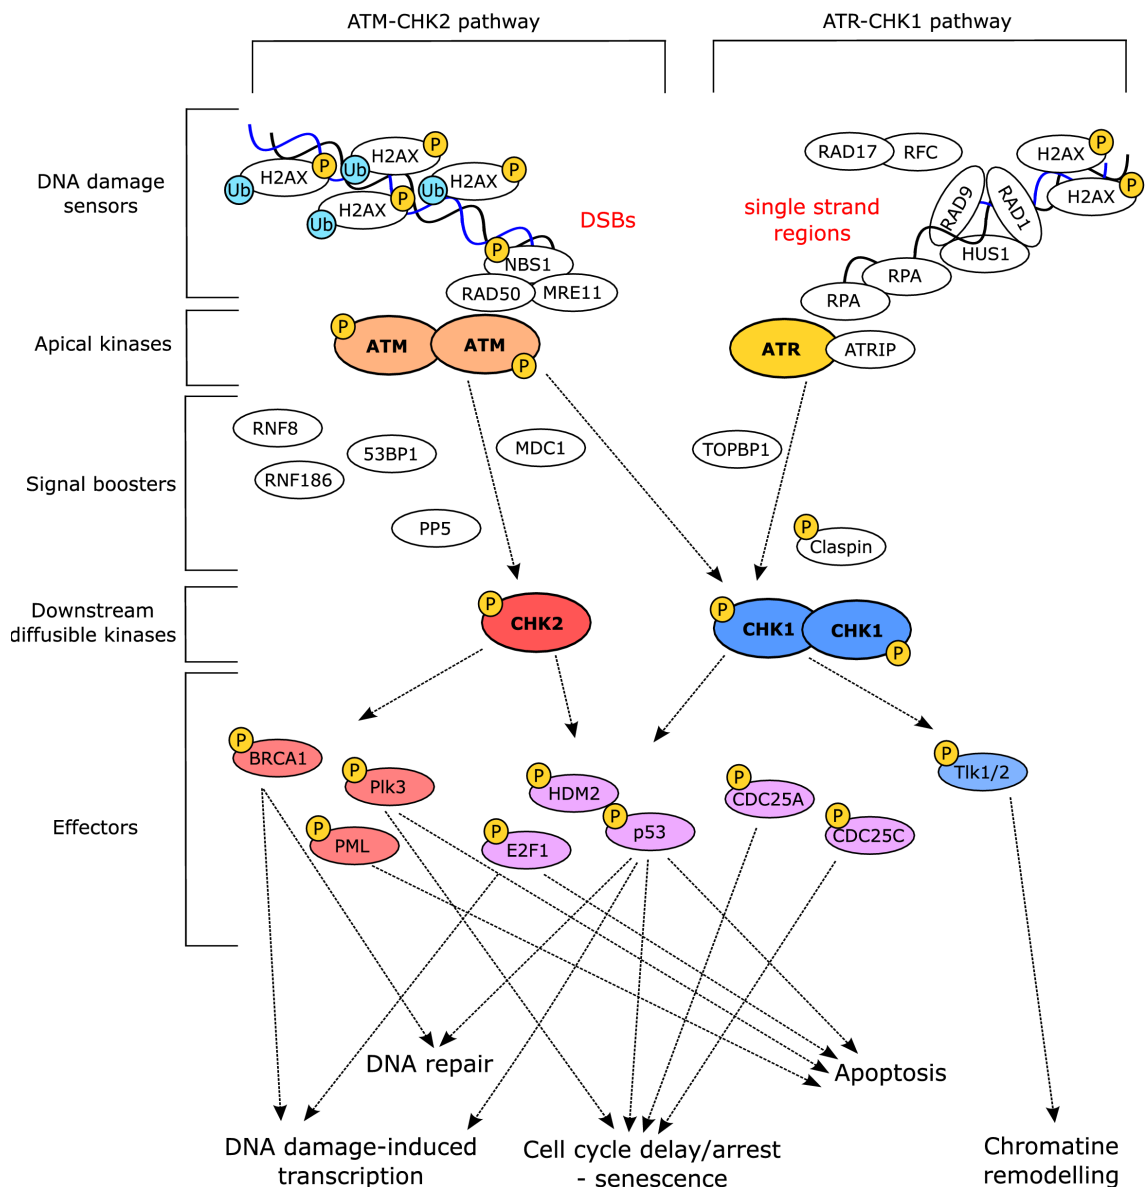 ATM-CHK2 pathway
ATR-CHK1 pathway
DNA damage
sensors
H2AX
P
Ub
H2AX
P
Ub
H2AX
P
Ub
H2AX
P
Ub
DSBs
P
NBS1
RAD50
MRE11
RAD17
RFC
single strand
regions
RAD9
RAD1
HUS1
H2AX
P
H2AX
P
RPA
RPA
Apical kinases
P
ATM
ATM
P
ATR
ATRIP
Signal boosters
RNF8
RNF186
53BP1
MDC1
PP5
TOPBP1
P
Claspin
Downstream
diffusible kinases
P
CHK2
P
CHK1
CHK1
P
Effectors
P
BRCA1
P
Plk3
P
PML
P
HDM2
P
p53
P
E2F1
P
CDC25A
P
CDC25C
P
Tlk1/2
DNA repair
Apoptosis
DNA damage-induced
transcription
Cell cycle delay/arrest
- senescence
Chromatine
remodelling